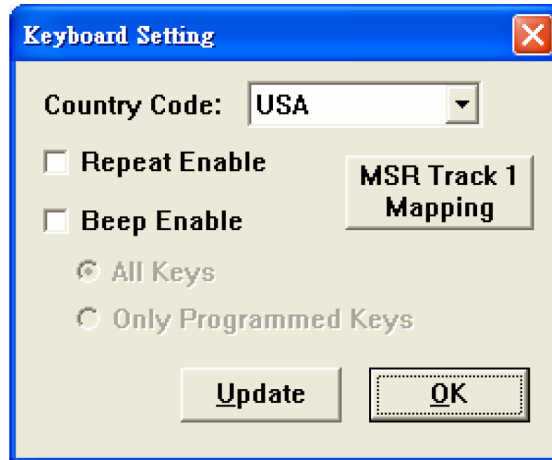 Keyboard Setting
Country Code: USA
Repeat Enable
MSR Track 1
Mapping
Beep Enable
All Keys
Only Programmed Keys
Update OK